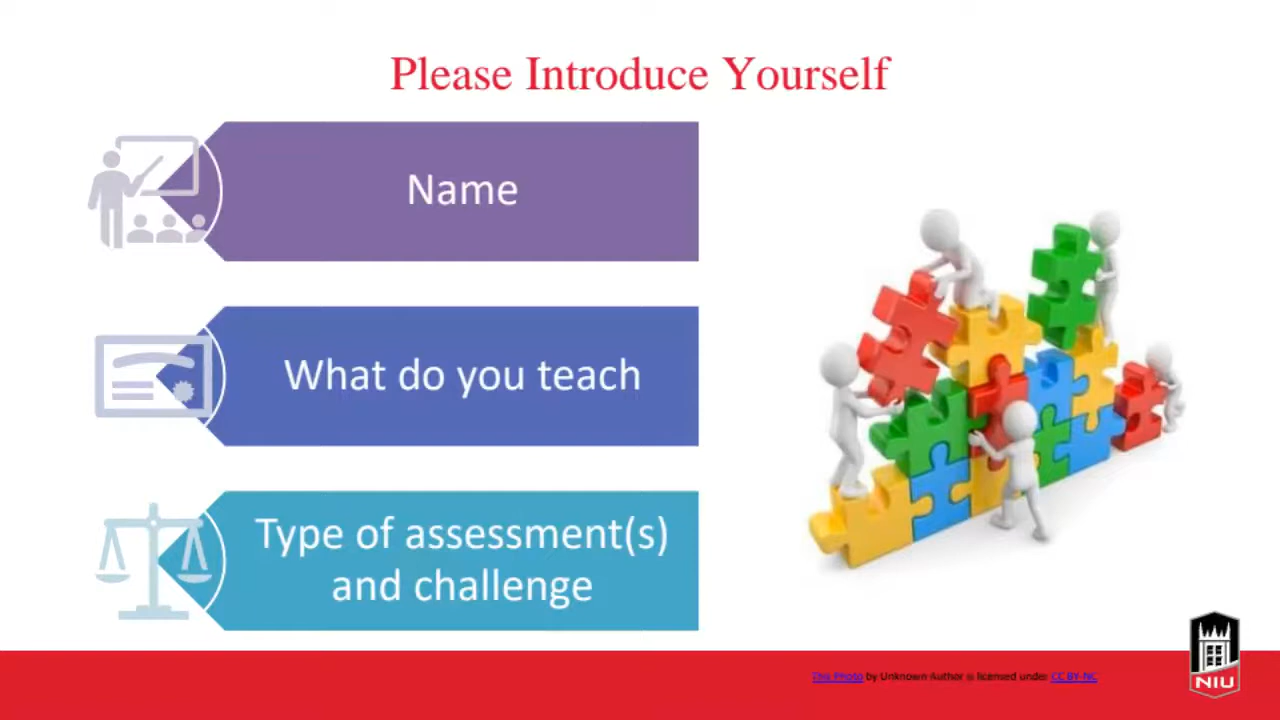 Please Introduce Yourself
Name
What do you teach
Type of assessment(s)
and challenge
This Photo by Unknown Author is licensed under CC BY-NC
NIU